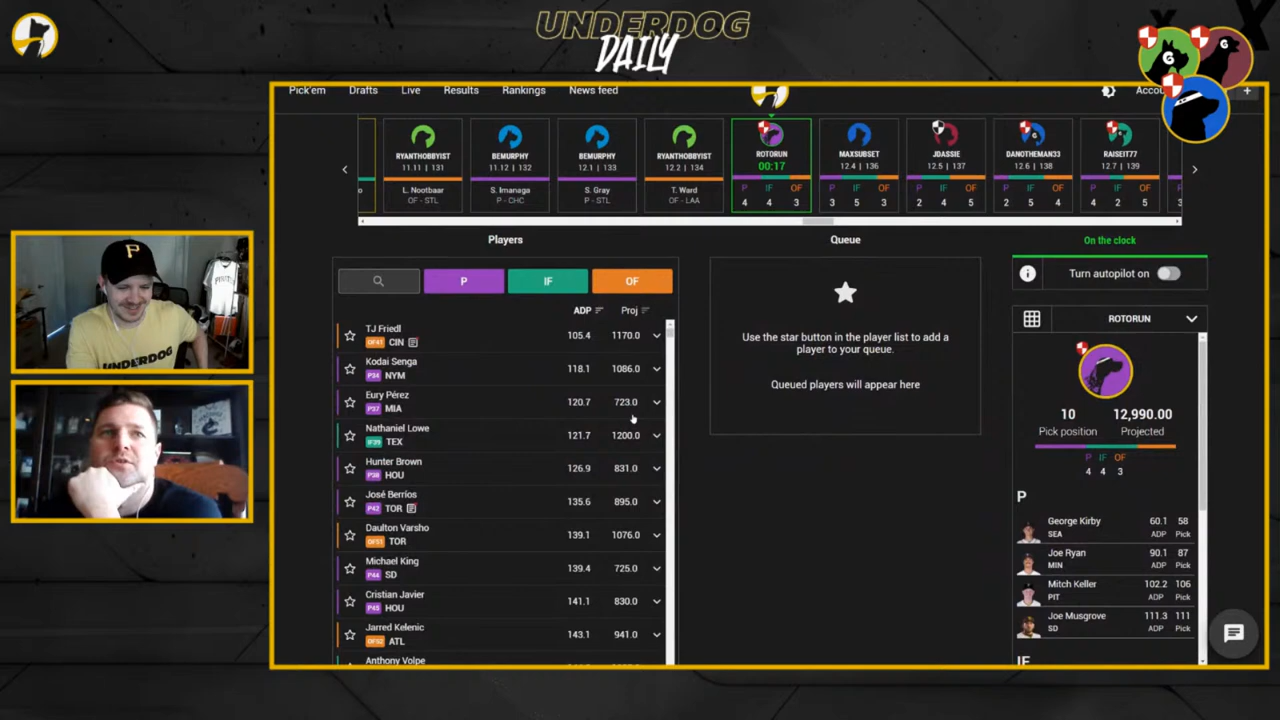 UNDERDOG
DAILY
G
G
Pick'em Drafts Live Results Rankings News feed Accou +
RYANTHOBBYIST
11.11 | 131
L. Nootbaar
OF - STL
BEMURPHY
11.12 | 132
S. Imanaga
P - CHC
BEMURPHY
12.1 | 133
S. Gray
P - STL
RYANTHOBBYIST
12.2 | 134
T. Ward
OF - LAA
ROTORUN
00:17
P IF OF
4 4 3
MAXSUBSET
12.4 | 136
P IF OF
3 5 3
JDASSIE
12.5 | 137
P IF OF
2 4 5
DANOTHEMAN33
12.6 | 138
P IF OF
2 5 4
RAISEIT77
12.7 | 139
P IF OF
4 2 5
Players
P IF OF
ADP Proj
TJ Friedl
OF41 CIN
105.4 1170.0
Kodai Senga
P34 NYM
118.1 1086.0
Eury Pérez
P37 MIA
120.7 723.0
Nathaniel Lowe
IF39 TEX
121.7 1200.0
Hunter Brown
P38 HOU
126.9 831.0
José Berríos
P42 TOR
135.6 895.0
Daulton Varsho
OF51 TOR
139.1 1076.0
Michael King
P44 SD
139.4 725.0
Cristian Javier
P45 HOU
141.1 830.0
Jarred Kelenic
OF52 ATL
143.1 941.0
Anthony Volpe
Queue
Use the star button in the player list to add a
player to your queue.
Queued players will appear here
On the clock
Turn autopilot on
ROTORUN
10 12,990.00
Pick position Projected
P IF OF
4 4 3
P
George Kirby 60.1 58
SEA ADP Pick
Joe Ryan 90.1 87
MIN ADP Pick
Mitch Keller 102.2 106
PIT ADP Pick
Joe Musgrove 111.3 111
SD ADP Pick
IF
P
UNDERDOG